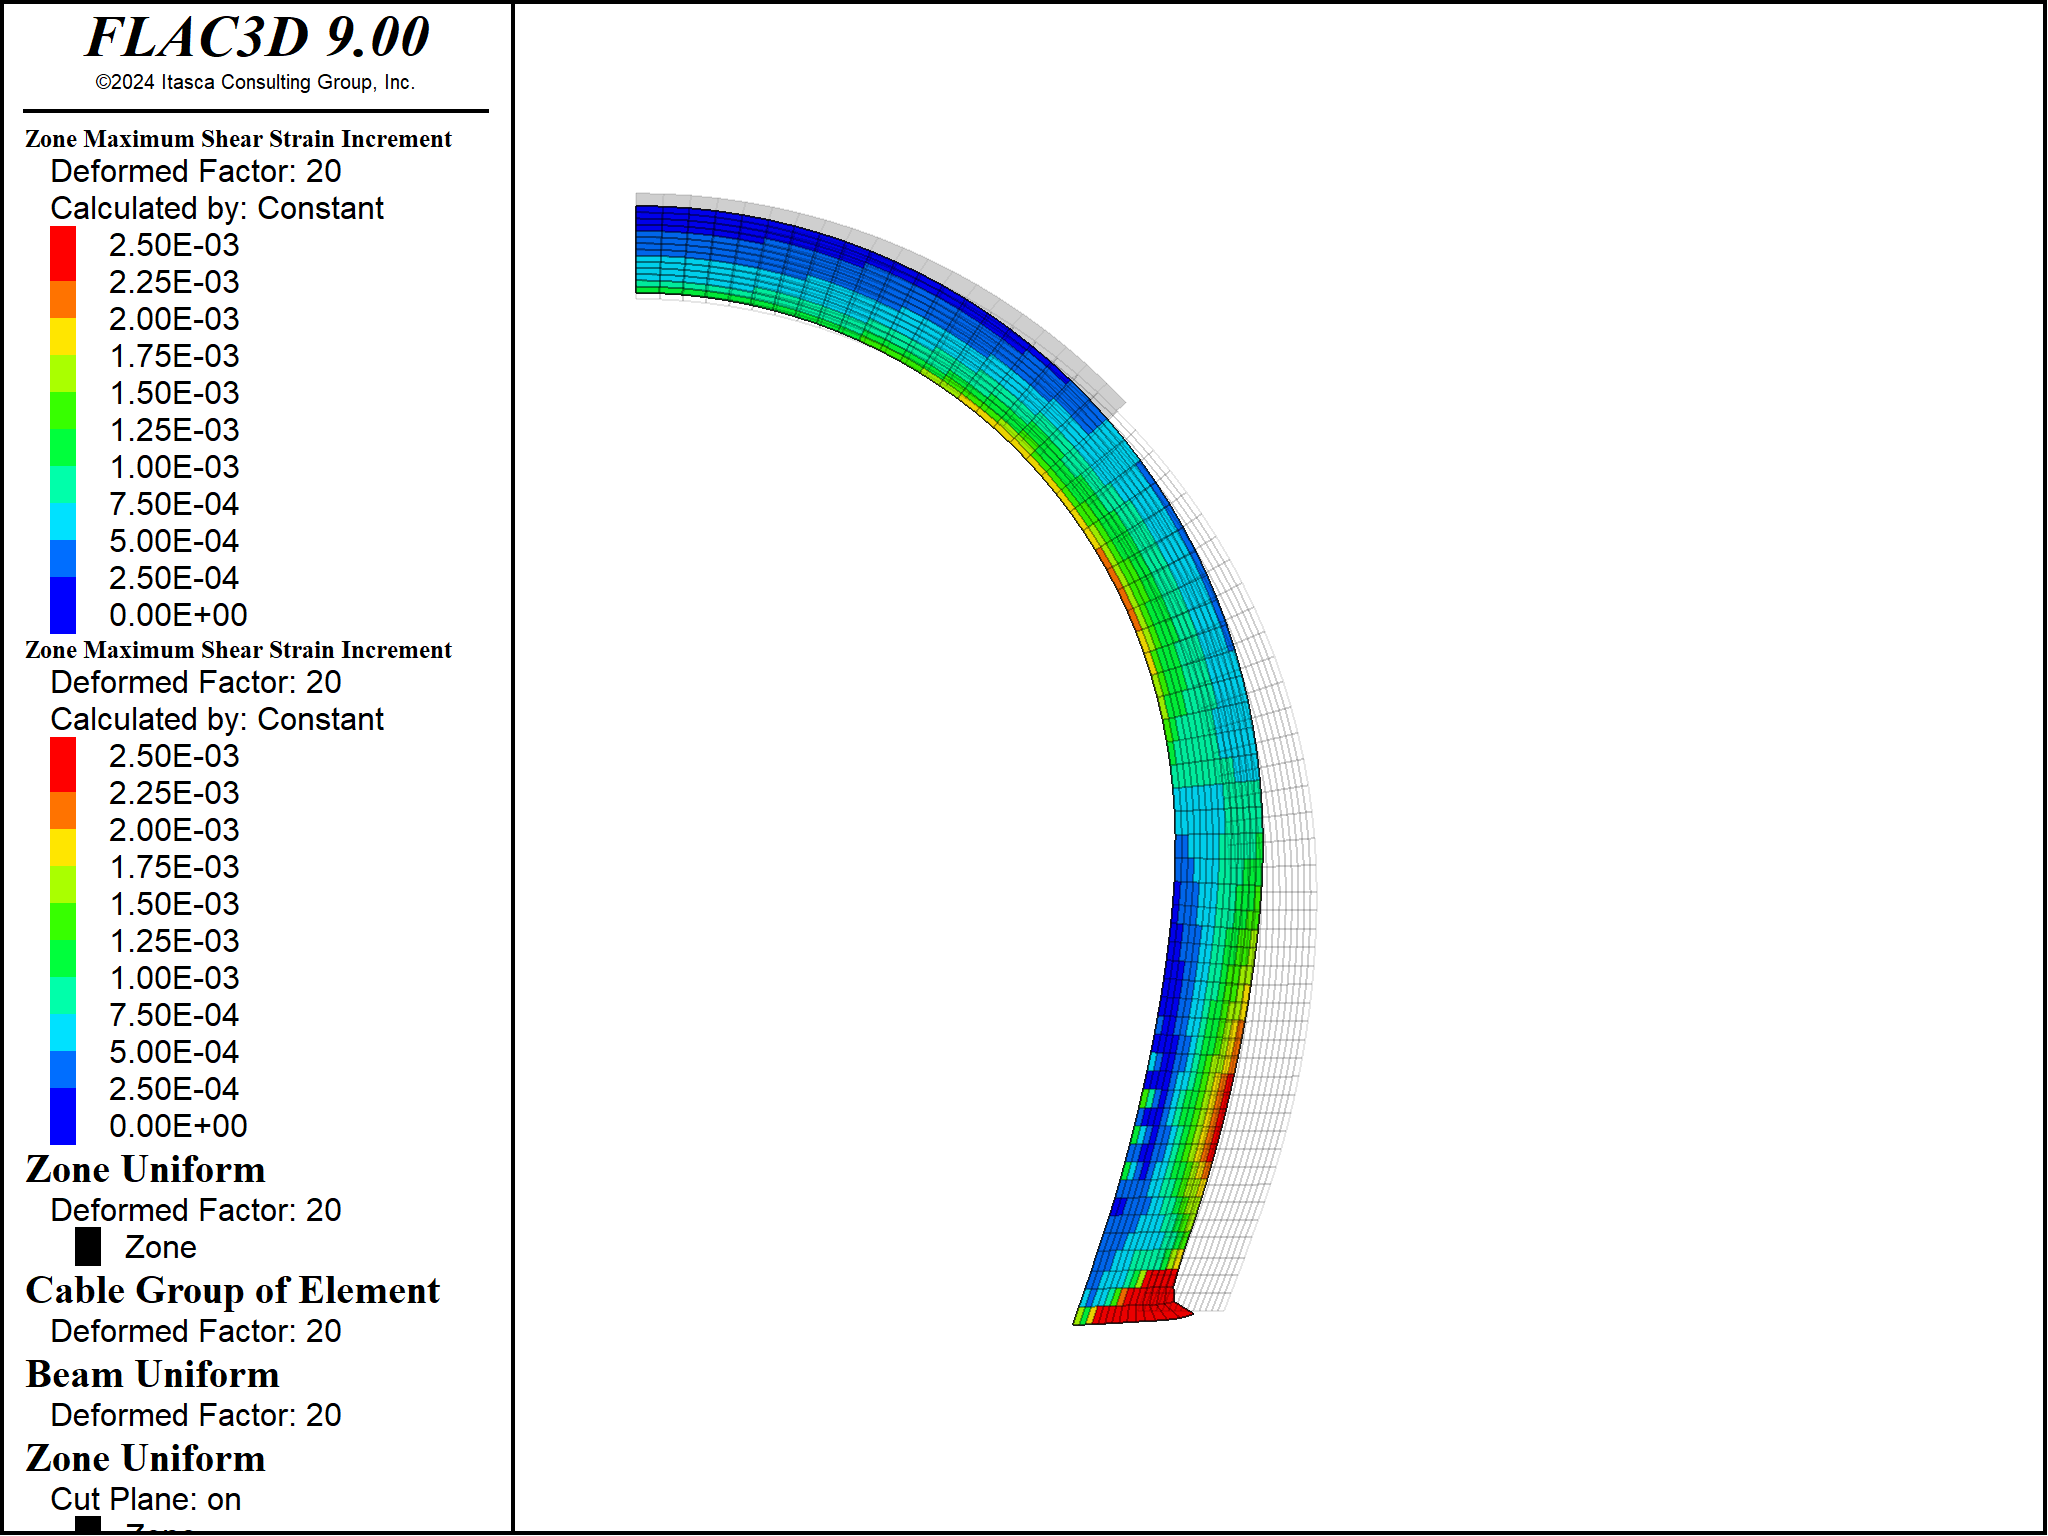 FLAC3D 9.00
©2024 Itasca Consulting Group, Inc.
Zone Maximum Shear Strain Increment
Deformed Factor: 20
Calculated by: Constant
2.50E-03
2.25E-03
2.00E-03
1.75E-03
1.50E-03
1.25E-03
1.00E-03
7.50E-04
5.00E-04
2.50E-04
0.00E+00
Zone Maximum Shear Strain Increment
Deformed Factor: 20
Calculated by: Constant
2.50E-03
2.25E-03
2.00E-03
1.75E-03
1.50E-03
1.25E-03
1.00E-03
7.50E-04
5.00E-04
2.50E-04
0.00E+00
Zone Uniform
Deformed Factor: 20
Zone
Cable Group of Element
Deformed Factor: 20
Beam Uniform
Deformed Factor: 20
Zone Uniform
Cut Plane: on